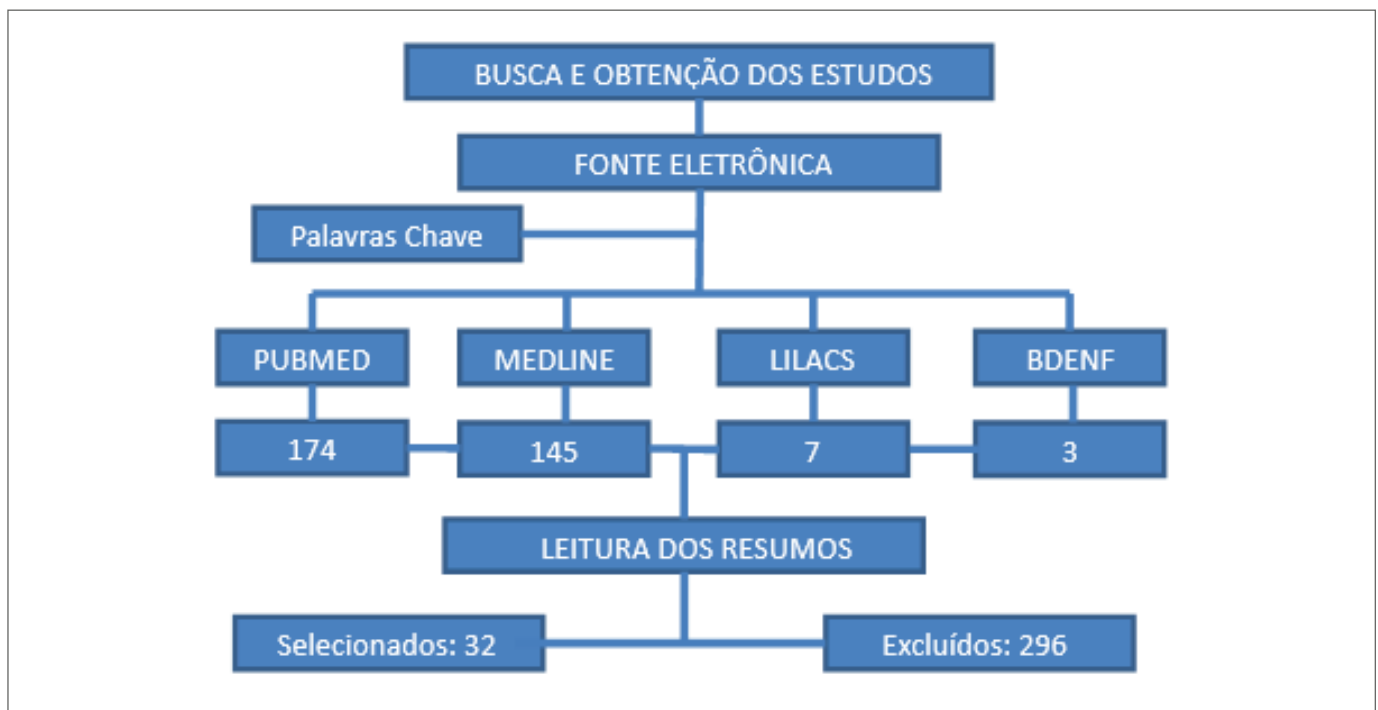 BUSCA E OBTENÇÃO DOS ESTUDOS
FONTE ELETRÔNICA
Palavras Chave
PUBMED
MEDLINE
LILACS
BDENF
174
145
7
3
LEITURA DOS RESUMOS
Selecionados: 32
Excluídos: 296